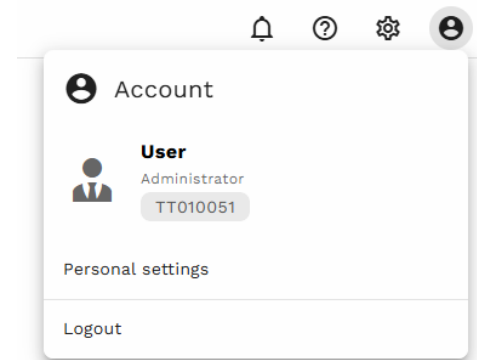 Account
User
Administrator
TT010051
Personal settings
Logout